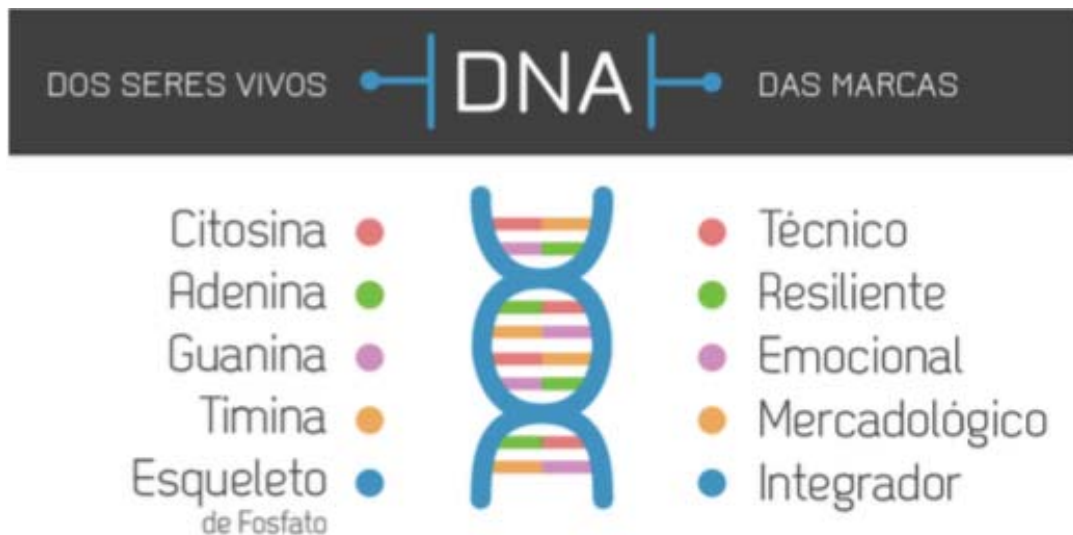 DOS SERES VIVOS DNA DAS MARCAS
Citosina Técnico
Adenina Resiliente
Guanina Emocional
Timina Mercadológico
Esqueleto Integrador
de Fosfato